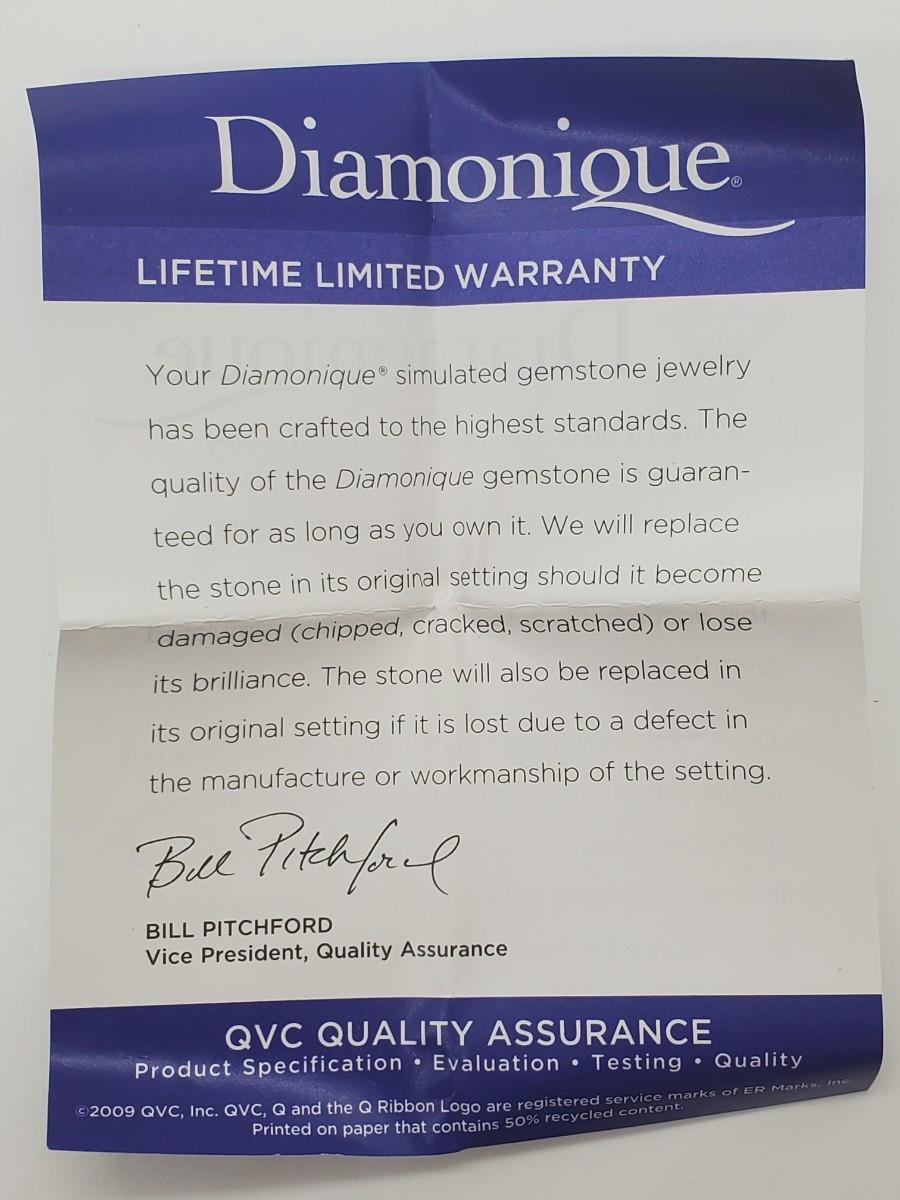 Diamonique®
LIFETIME LIMITED WARRANTY
Your Diamonique® simulated gemstone jewelry
has been crafted to the highest standards. The
quality of the Diamonique gemstone is guaran-
teed for as long as you own it. We will replace
the stone in its original setting should it become
damaged (chipped, cracked, scratched) or lose
its brilliance. The stone will also be replaced in
its original setting if it is lost due to a defect in
the manufacture or workmanship of the setting.
Bill Pitchford
BILL PITCHFORD
Vice President, Quality Assurance
QVC QUALITY ASSURANCE
Product Specification • Evaluation • Testing • Quality
©2009 QVC, Inc. QVC, Q and the Q Ribbon Logo are registered service marks of ER Marks, Inc.
Printed on paper that contains 50% recycled content.